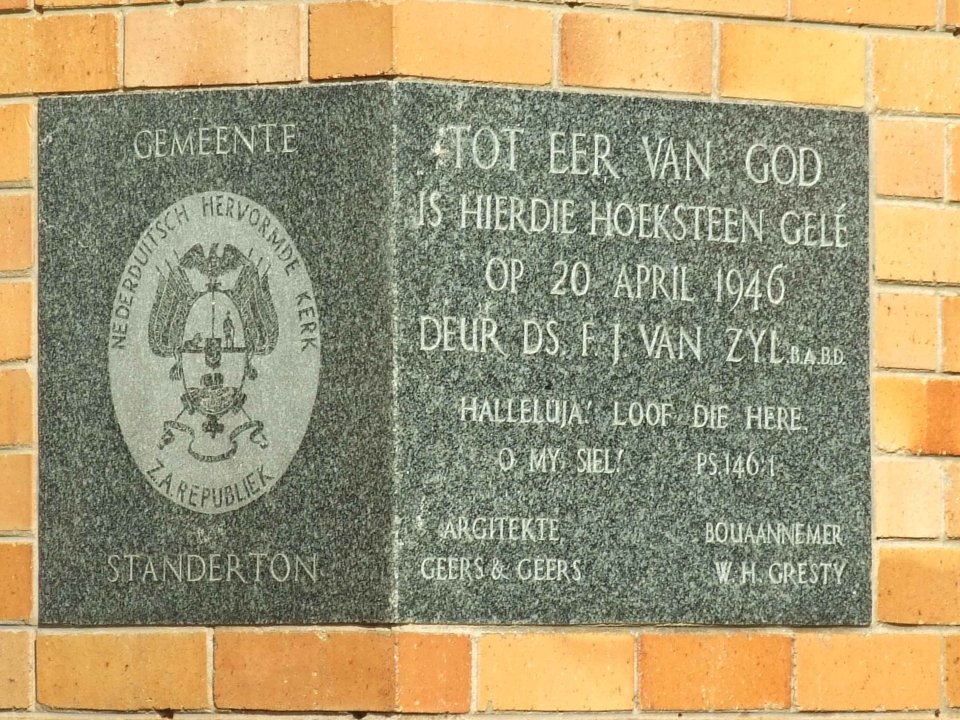 GEMEENTE
NEDERDUITSCH HERVORMDE KERK
Z.A. REPUBLIEK
STANDERTON
TOT EER VAN GOD
IS HIERDIE HOEKSTEEN GELÉ
OP 20 APRIL 1946
DEUR DS. F. J. VAN ZYL B.A.B.D.
HALLELUJA! LOOF DIE HERE,
O MY SIEL! PS.146:1.
ARGITEKTE BOUAANNEMER
GEERS & GEERS W. H. GRESTY